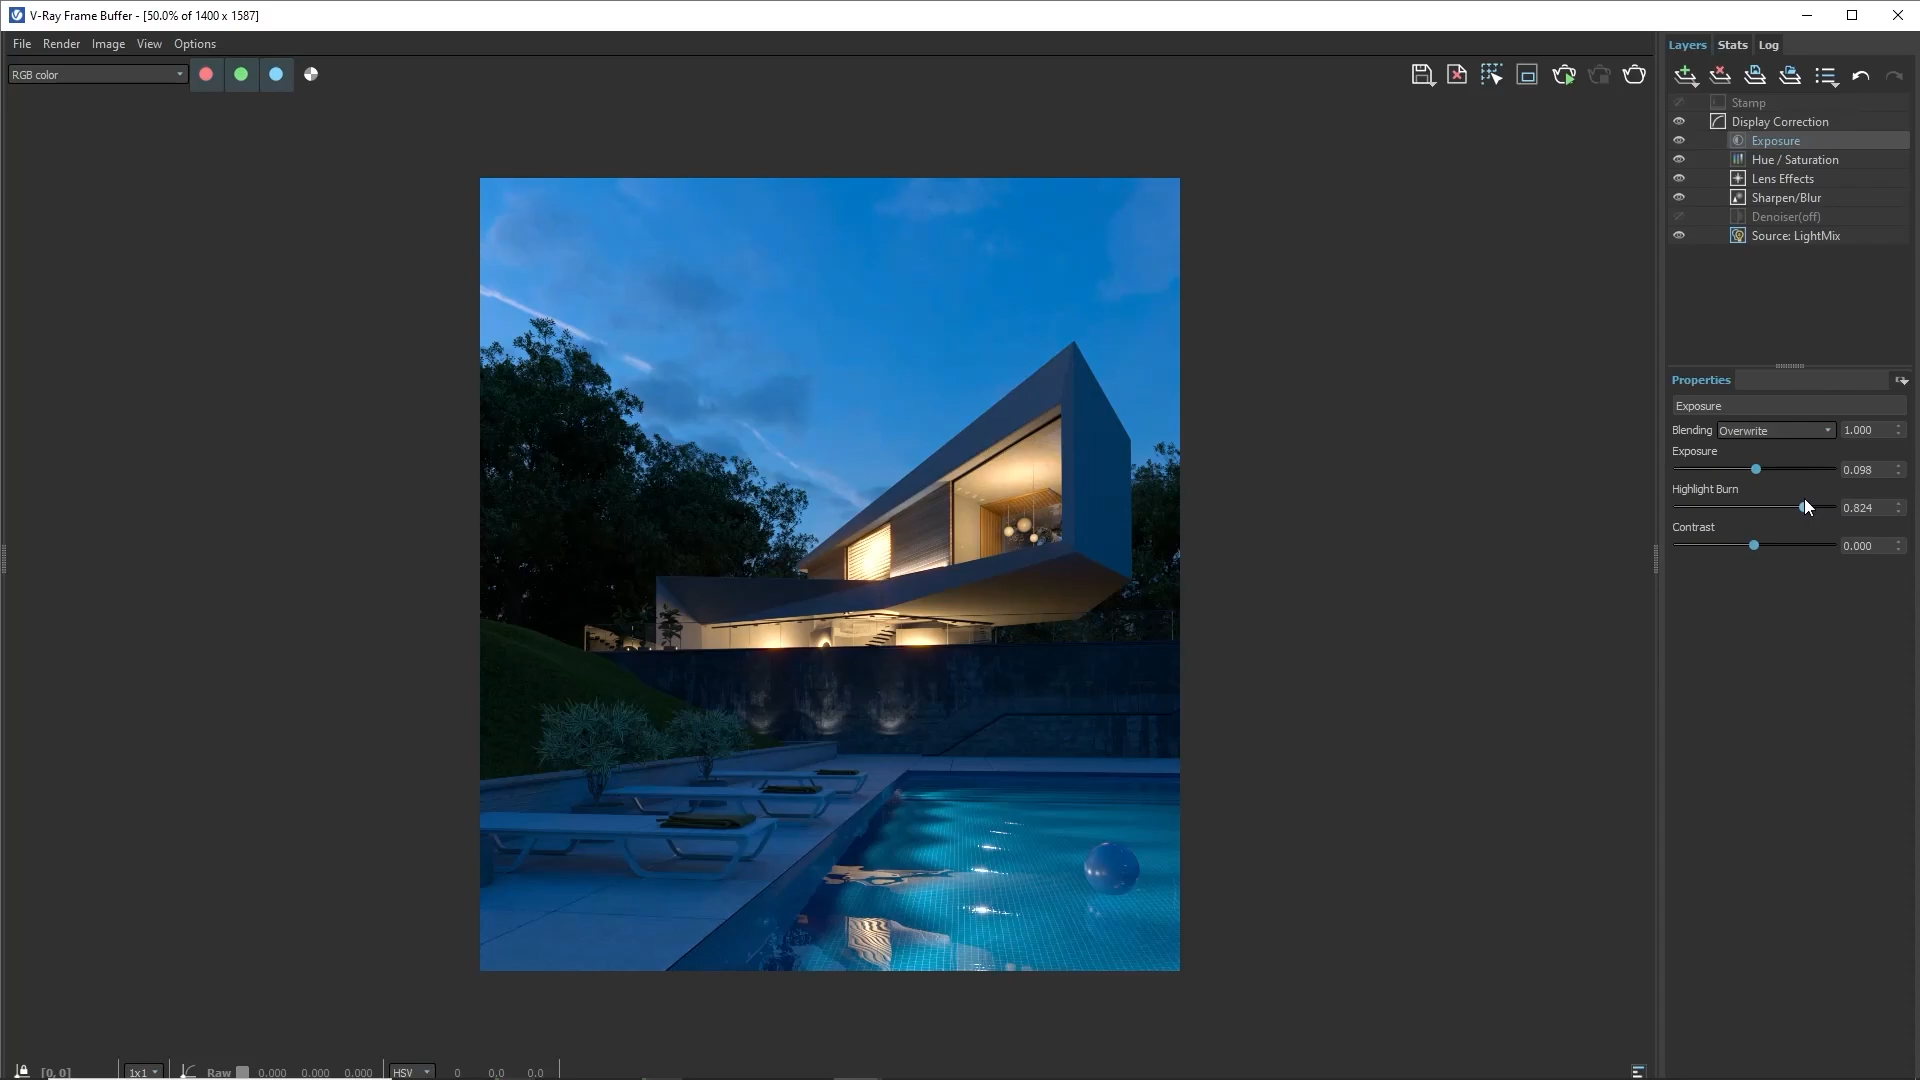 V-Ray Frame Buffer - [50.0% of 1400 x 1587]
File Render Image View Options
Layers Stats Log
RGB color
Stamp
Display Correction
Exposure
Hue / Saturation
Lens Effects
Sharpen/Blur
Denoiser(off)
Source: LightMix
Properties
Exposure
Blending Overwrite 1.000
Exposure
0.098
Highlight Burn
0.824
Contrast
0.000
[0, 0] 1x1 Raw 0.000 0.000 0.000 HSV 0 0.0 0.0